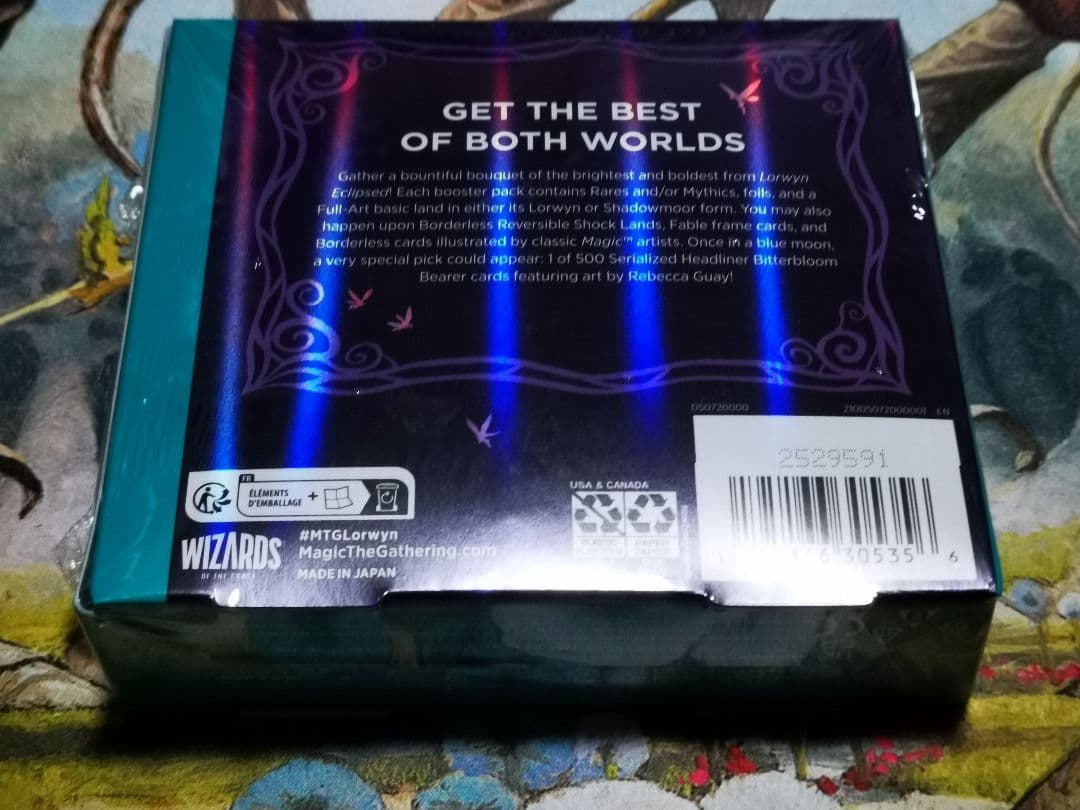 GET THE BEST
OF BOTH WORLDS
Gather a bountiful bouquet of the brightest and boldest from Lorwyn
Eclipsed! Each booster pack contains Rares and/or Mythics, foils, and a
Full-Art basic land in either its Lorwyn or Shadowmoor form. You may also
happen upon Borderless Reversible Shock Lands, Fable frame cards, and
Borderless cards illustrated by classic Magic™ artists. Once in a blue moon,
a very special pick could appear: 1 of 500 Serialized Headliner Bitterbloom
Bearer cards featuring art by Rebecca Guay!
D50720000 210D5072000001 EN
2529591
FR
ÉLÉMENTS
D'EMBALLAGE +
USA & CANADA
WIZARDS
OF THE COAST
#MTGLorwyn
MagicTheGathering.com
MADE IN JAPAN
30535 6